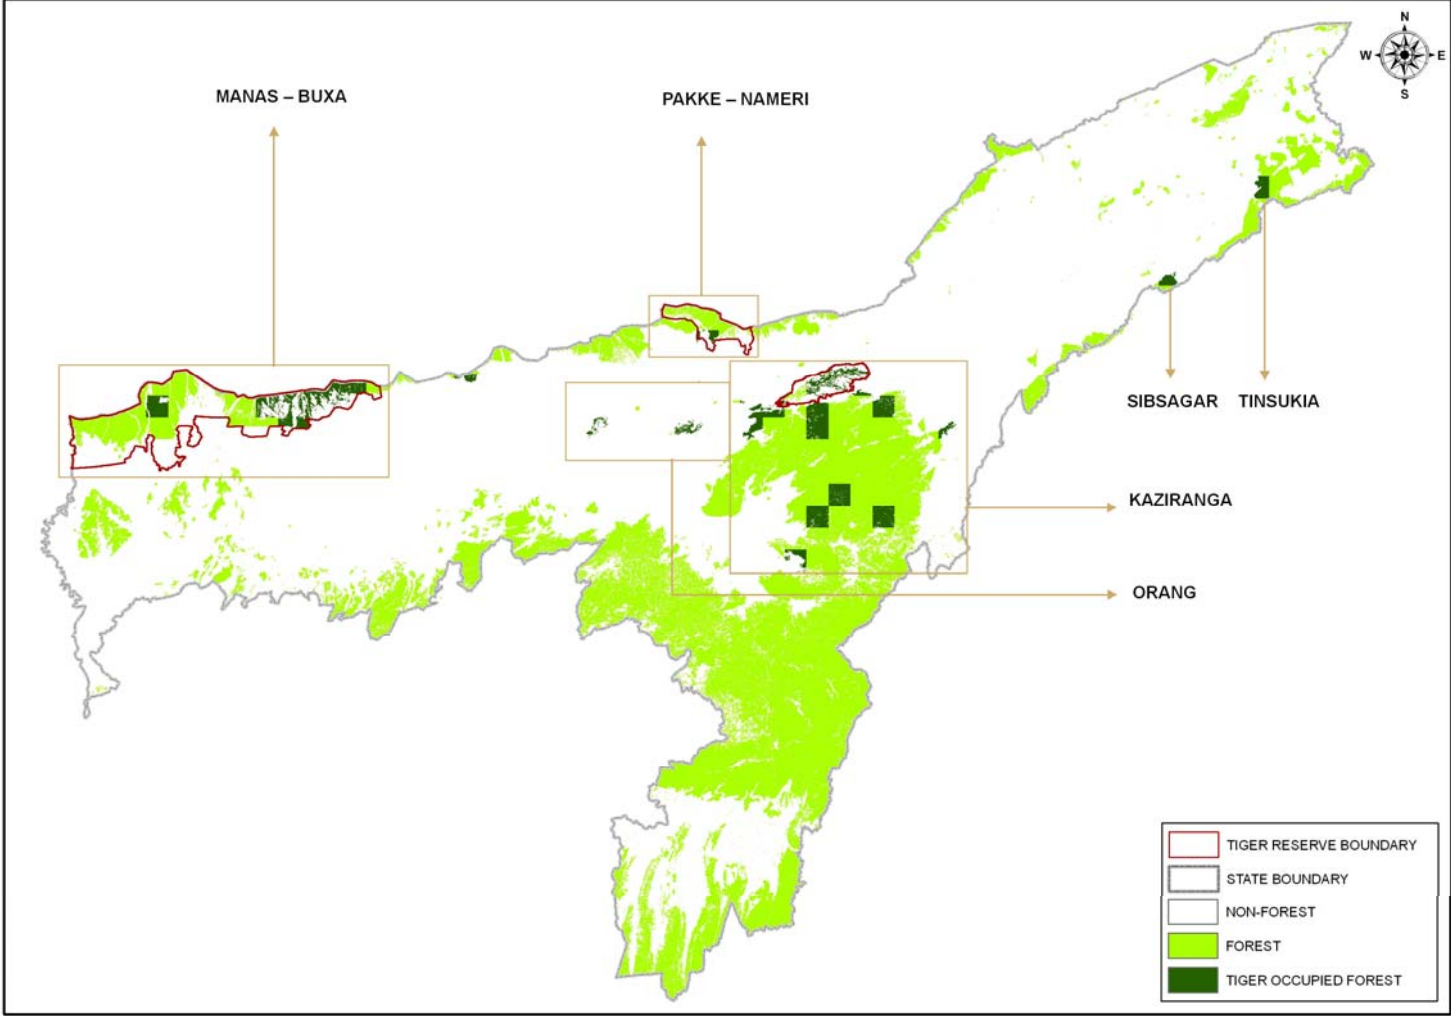 N
W E
S
MANAS – BUXA
PAKKE – NAMERI
SIBSAGAR TINSUKIA
KAZIRANGA
ORANG
TIGER RESERVE BOUNDARY
STATE BOUNDARY
NON-FOREST
FOREST
TIGER OCCUPIED FOREST